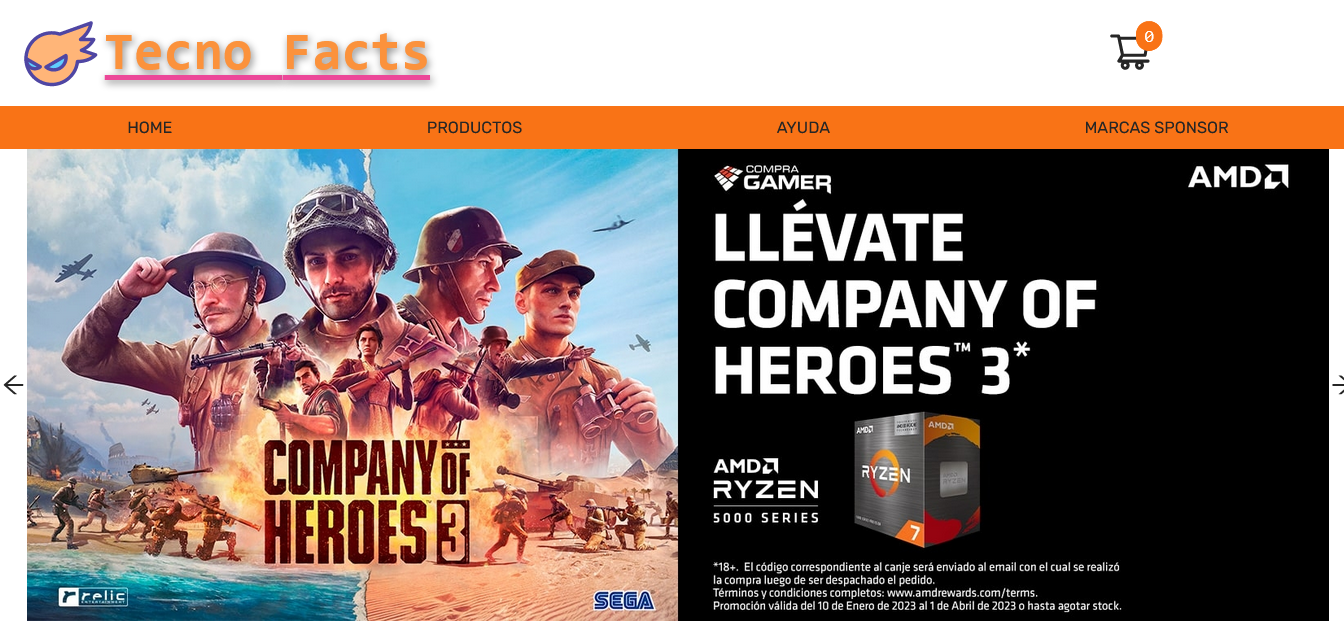 Tecno Facts
0
HOME
PRODUCTOS
AYUDA
MARCAS SPONSOR
COMPANY OF
HEROES 3
relic
ENTERTAINMENT
SEGA
COMPRA
GAMER
AMD
LLÉVATE
COMPANY OF
HEROES™ 3*
AMD
RYZEN
5000 SERIES
AMD
AMD
RYZEN
7
*18+. El código correspondiente al canje será enviado al email con el cual se realizó
la compra luego de ser despachado el pedido.
Términos y condiciones completos: www.amdrewards.com/terms.
Promoción válida del 10 de Enero de 2023 al 1 de Abril de 2023 o hasta agotar stock.